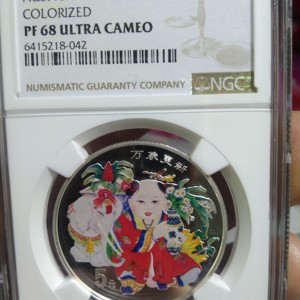 COLORIZED
PF 68 ULTRA CAMEO
6415218-042
NUMISMATIC GUARANTY COMPANY
NGC
万象更新
5元